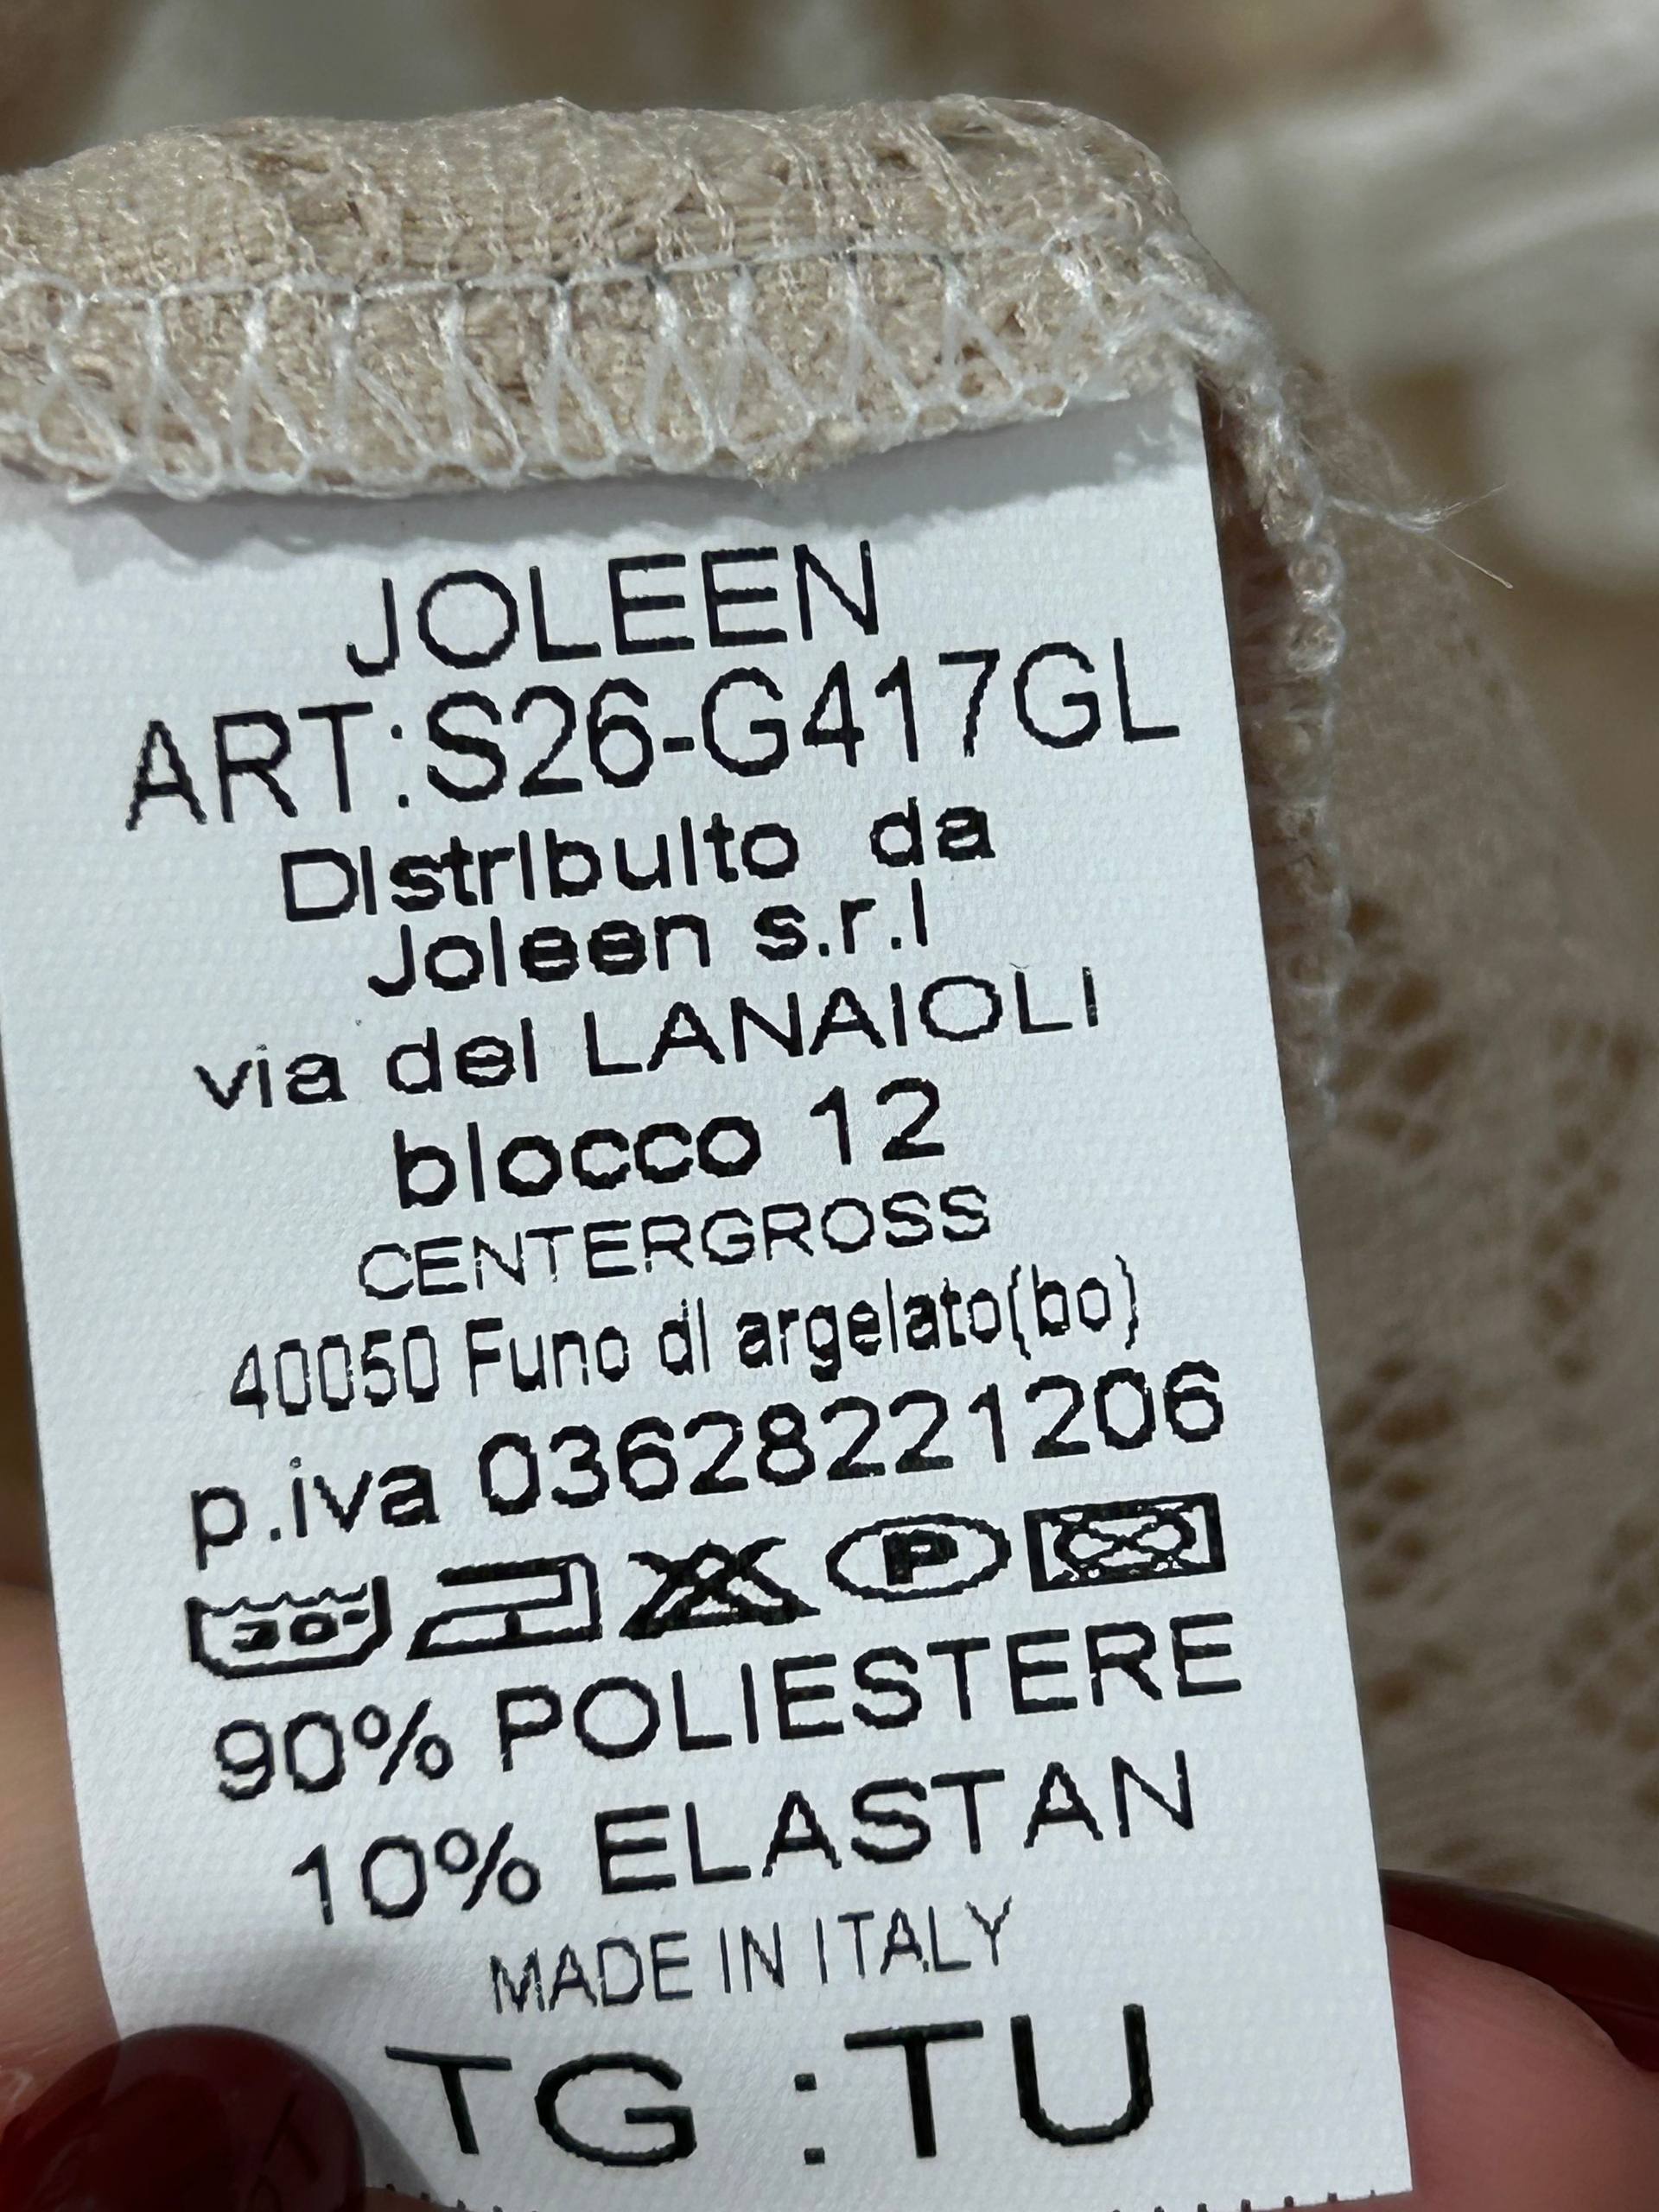 JOLEEN
ART:S26-G417GL
Distribuito da
Joleen s.r.l
via del LANAIOLI
blocco 12
CENTERGROSS
40050 Funo di argelato(bo)
p.iva 03628221206
30°
P
90% POLIESTERE
10% ELASTAN
MADE IN ITALY
TG :TU